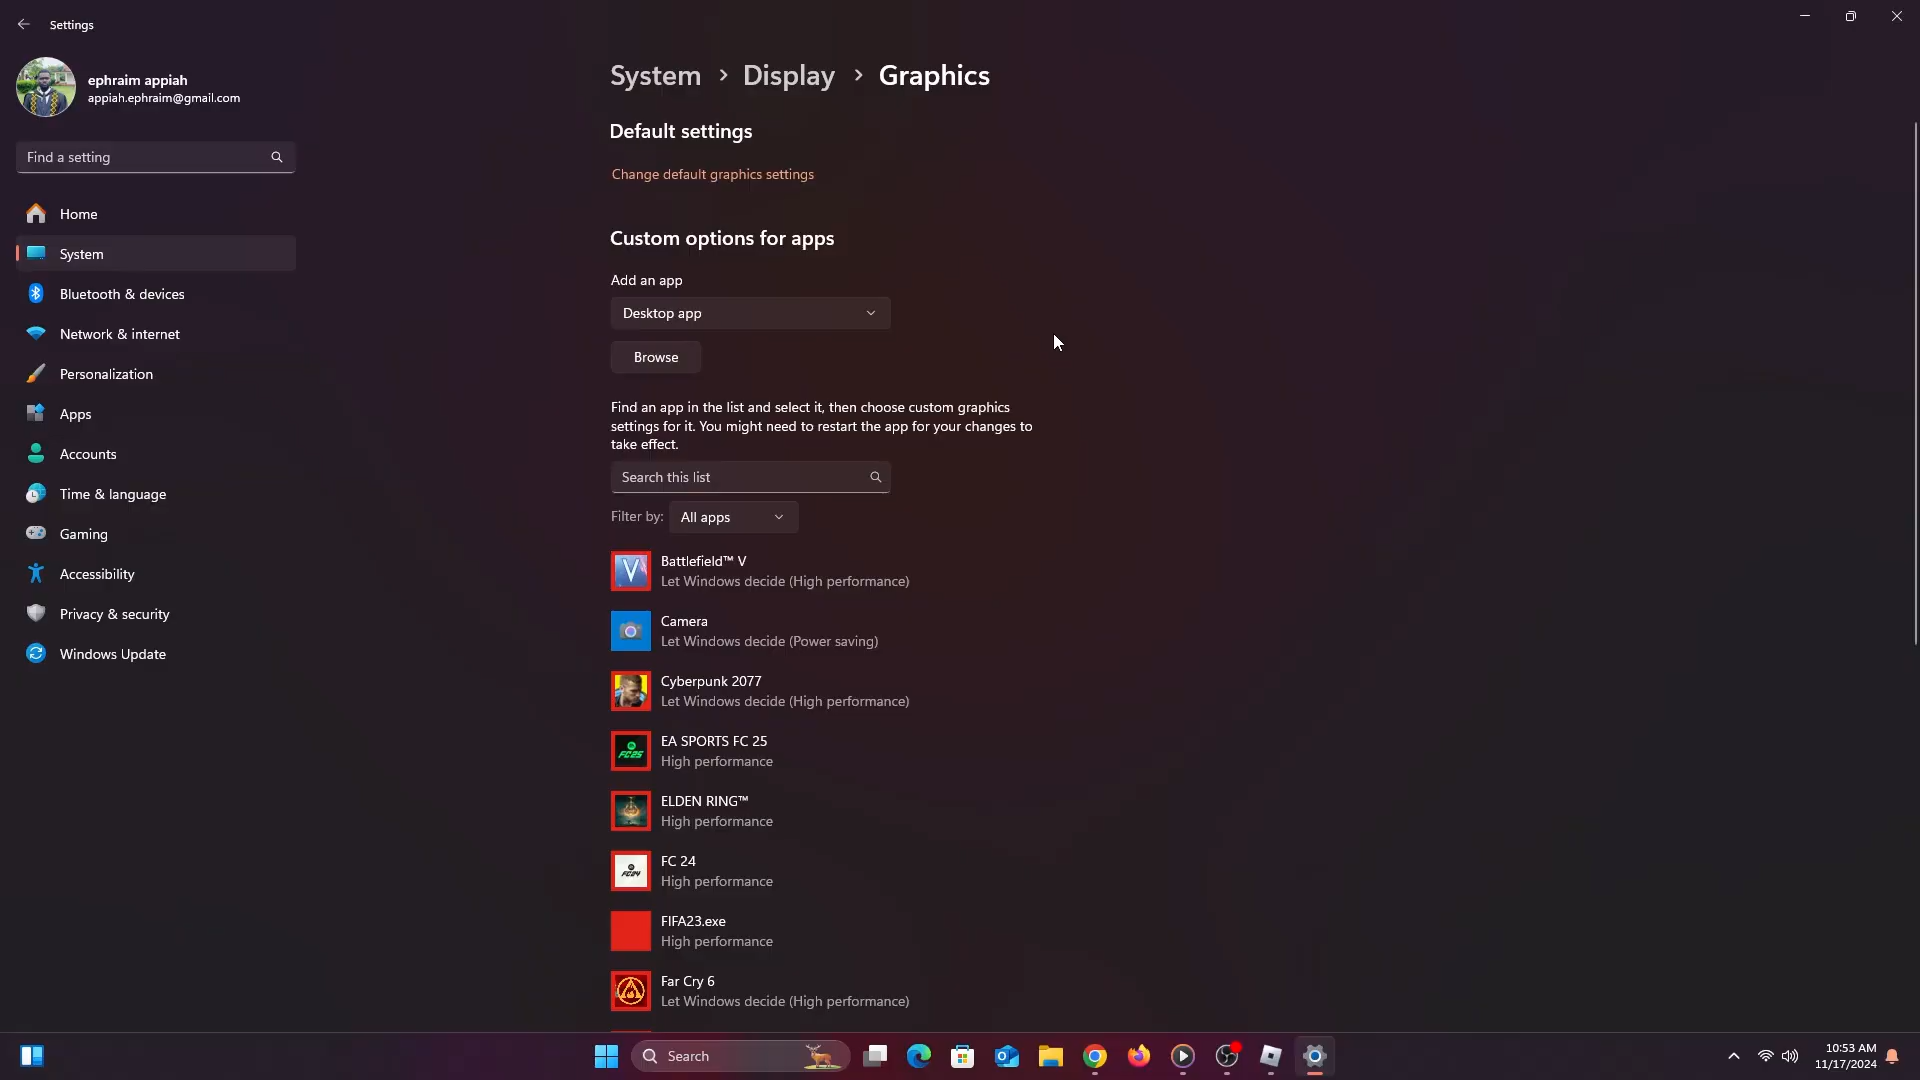 Settings
ephraim appiah
appiah.ephraim@gmail.com
Find a setting
Home
System
Bluetooth & devices
Network & internet
Personalization
Apps
Accounts
Time & language
Gaming
Accessibility
Privacy & security
Windows Update
System > Display > Graphics
Default settings
Change default graphics settings
Custom options for apps
Add an app
Desktop app
Browse
Find an app in the list and select it, then choose custom graphics
settings for it. You might need to restart the app for your changes to
take effect.
Search this list
Filter by: All apps
Battlefield™ V
Let Windows decide (High performance)
Camera
Let Windows decide (Power saving)
Cyberpunk 2077
Let Windows decide (High performance)
EA SPORTS FC 25
High performance
ELDEN RING™
High performance
FC 24
High performance
FIFA23.exe
High performance
Far Cry 6
Let Windows decide (High performance)
Search
10:53 AM
11/17/2024